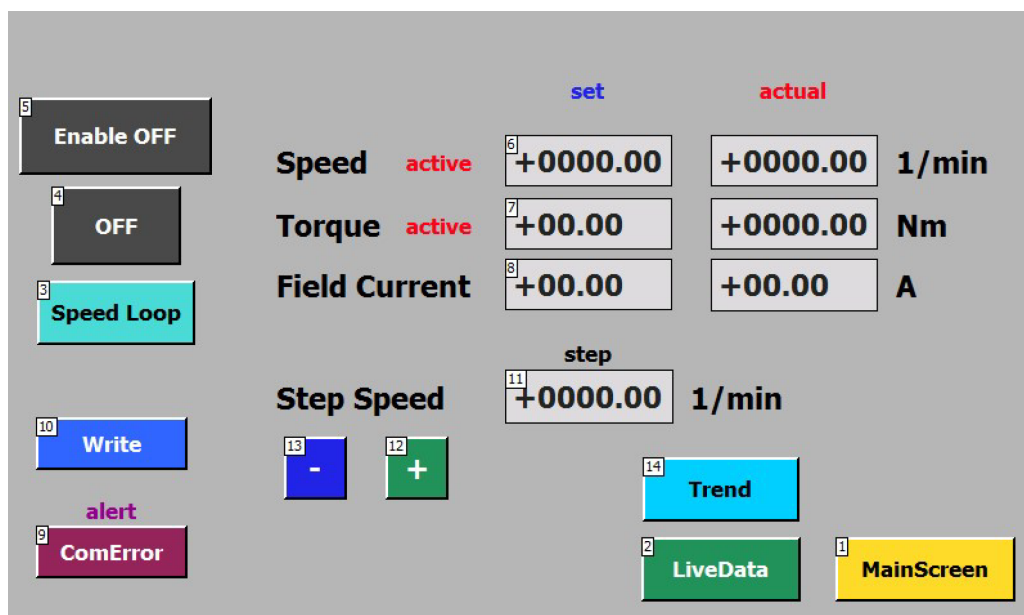 set actual
5
Enable OFF
Speed active 6 +0000.00 +0000.00 1/min
4
OFF
Torque active 7 +00.00 +0000.00 Nm
3
Speed Loop
Field Current 8 +00.00 +00.00 A
step
Step Speed 11 +0000.00 1/min
10
Write
13 - 12 +
14
Trend
alert
9
ComError
2
LiveData
1
MainScreen